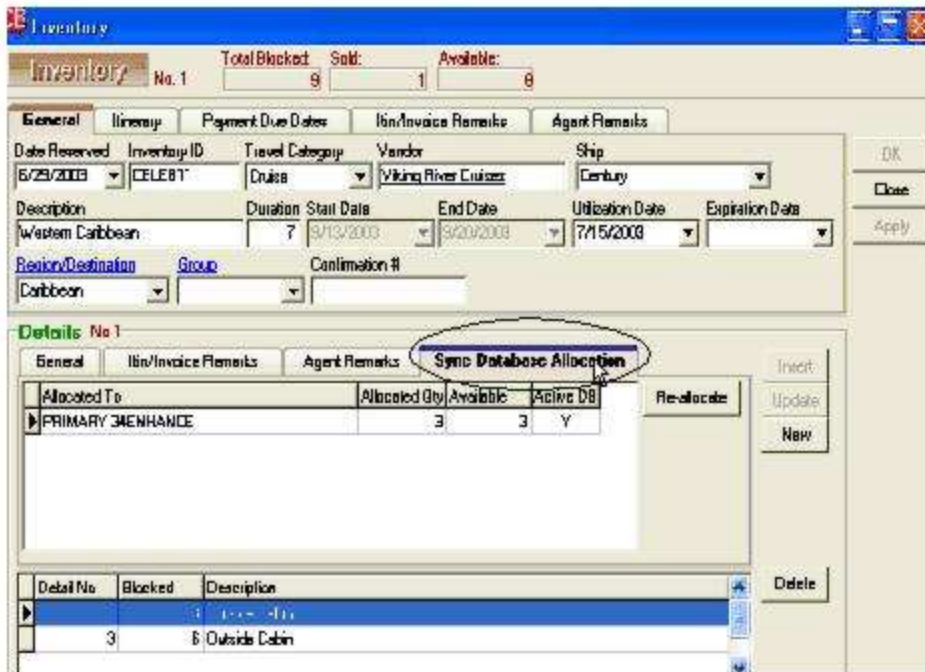 Inventory
Inventory No. 1 Total Blocked: 9 Sold: 1 Available: 8
General Itinerary Payment Due Dates Itin/Invoice Remarks Agent Remarks
Date Reserved Inventory ID Travel Category Vendor Ship
6/29/2003 Cruise Viking River Cruises Century
OK
Close
Apply
Description Duration Start Date End Date Utilization Date Expiration Date
Western Caribbean 7 9/13/2003 9/20/2003 7/15/2003
Region/Destination Group Confirmation #
Caribbean
Details No 1
General Itin/Invoice Remarks Agent Remarks Sync Database Allocation
Insert
Update
New
Allocated To Allocated Qty Available Active DB Re-allocate
PRIMARY 3 3 Y
Detail No Blocked Description Delete
3 6 Outside Cabin